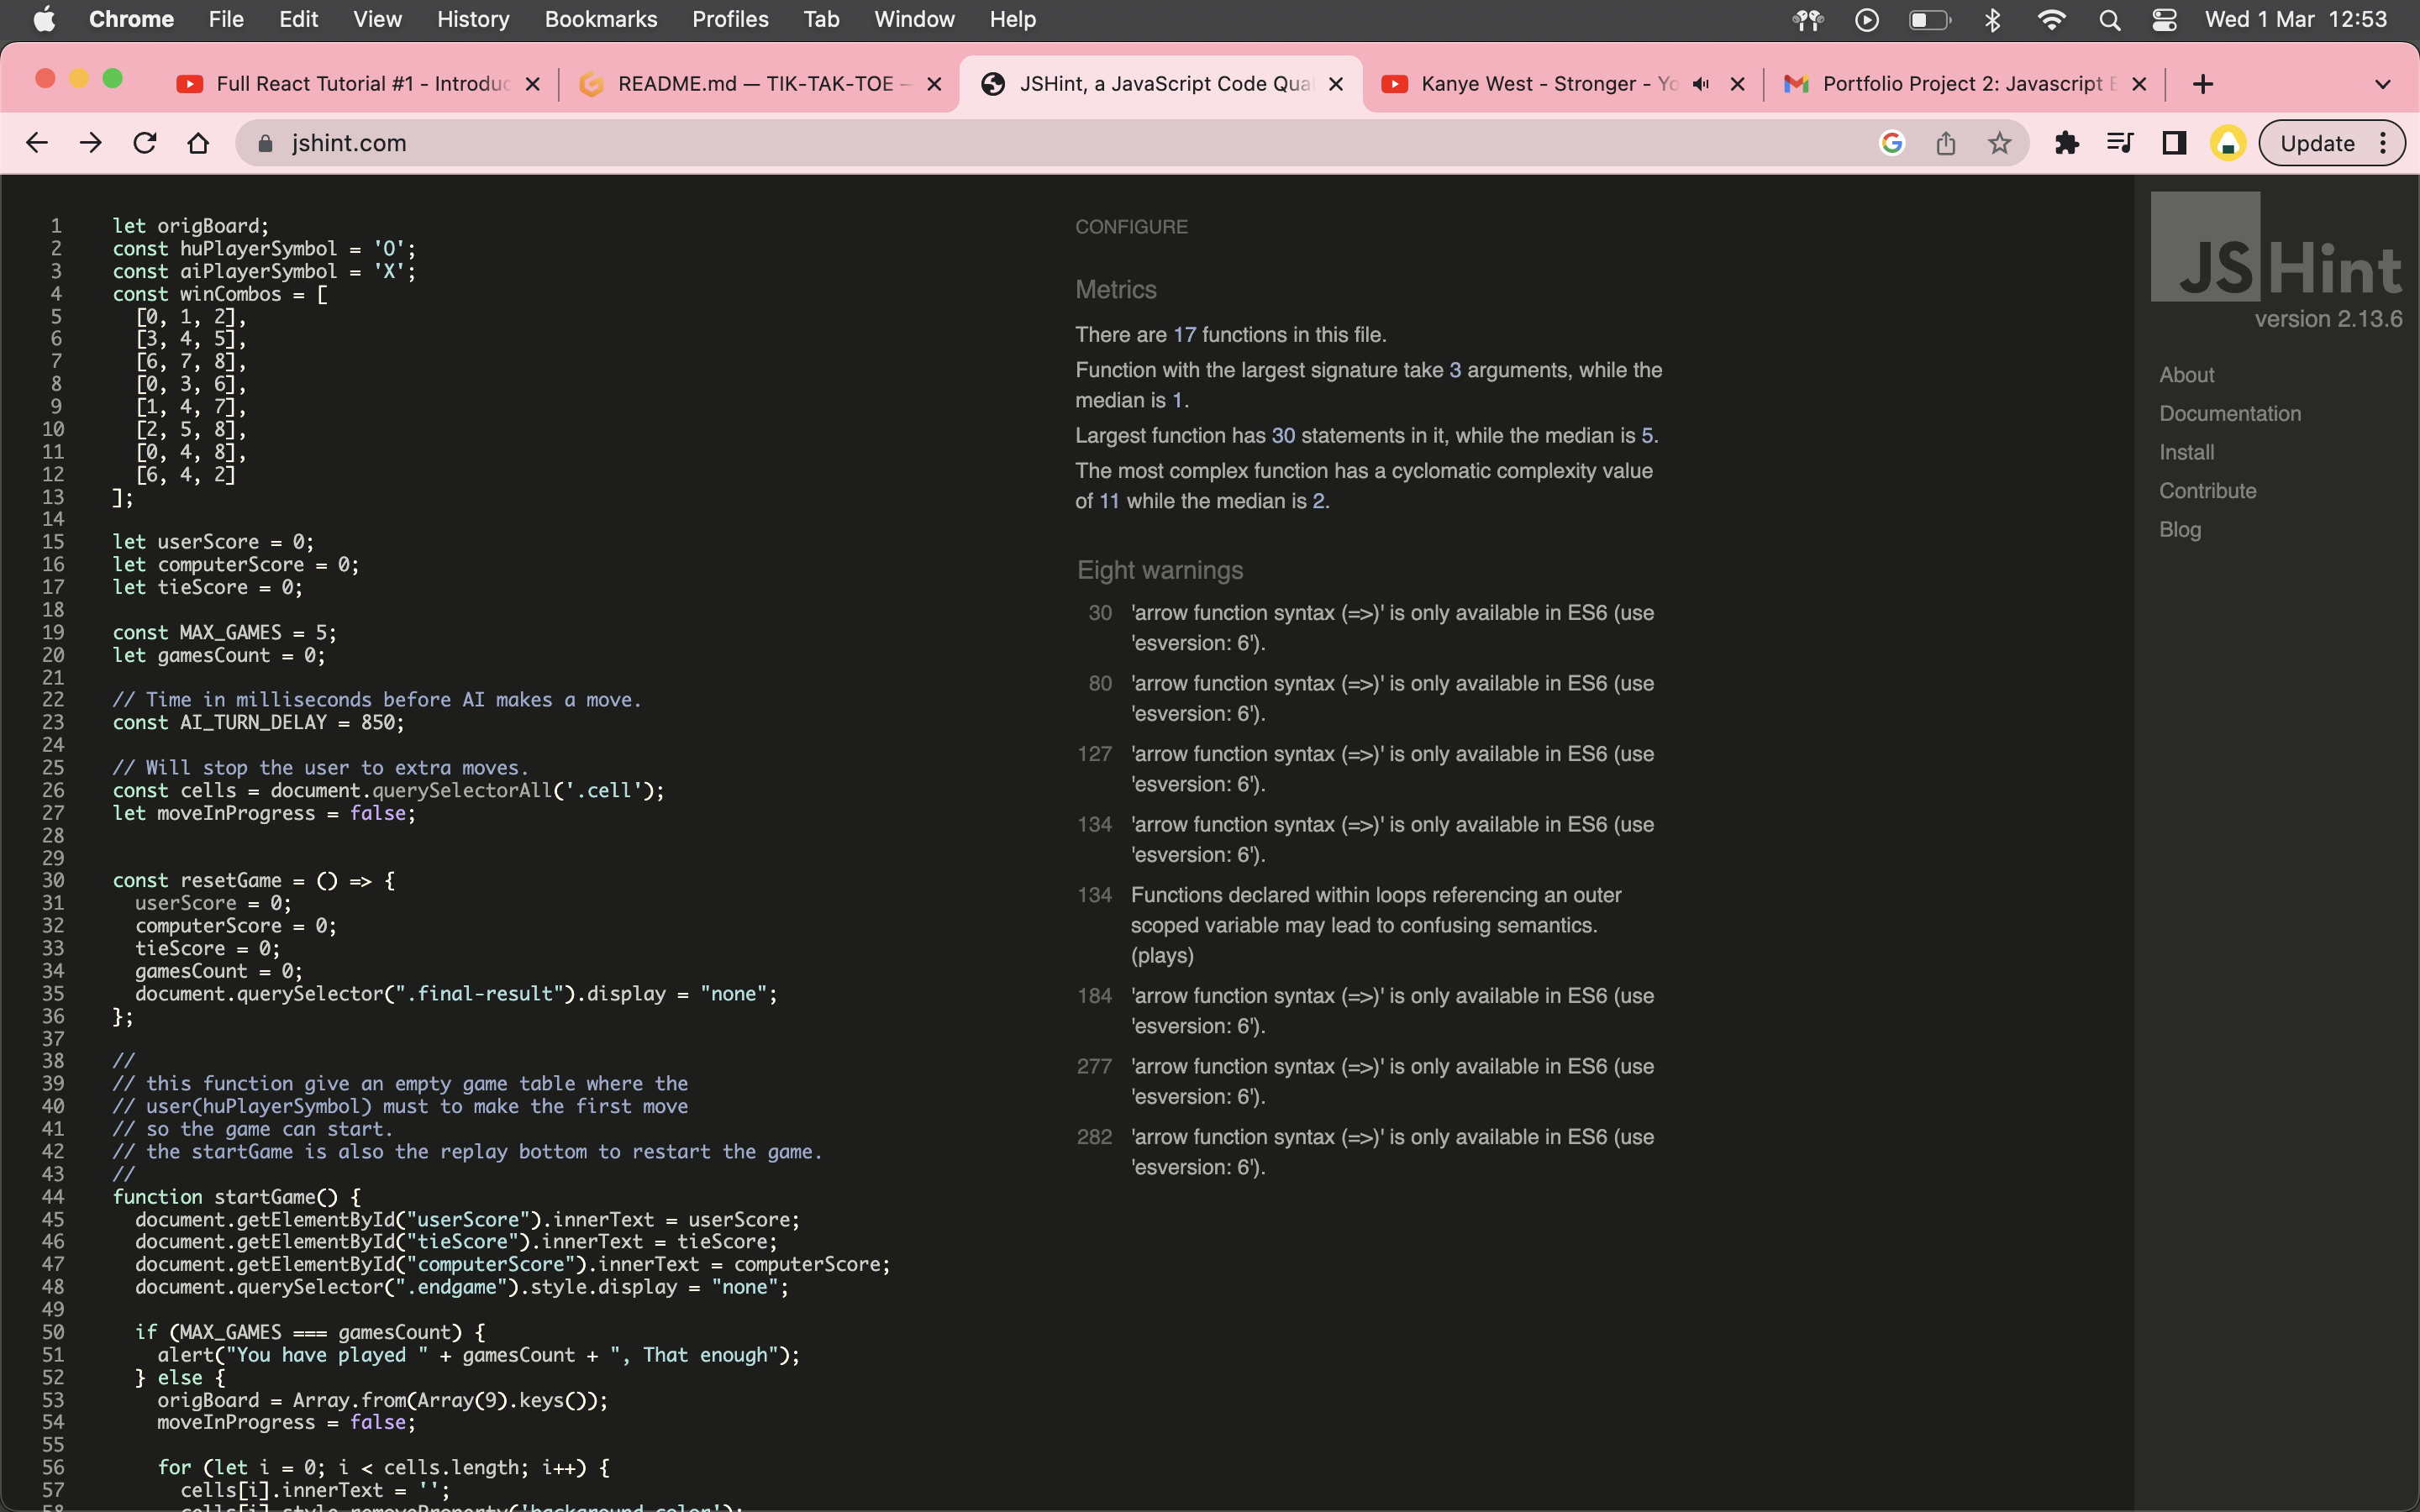 Chrome File Edit View History Bookmarks Profiles Tab Window Help Wed 1 Mar 12:53
Full React Tutorial #1 - Introduc README.md — TIK-TAK-TOE — JSHint, a JavaScript Code Qua Kanye West - Stronger - Yo Portfolio Project 2: Javascript E
jshint.com Update
1 let origBoard;
2 const huPlayerSymbol = 'O';
3 const aiPlayerSymbol = 'X';
4 const winCombos = [
5 [0, 1, 2],
6 [3, 4, 5],
7 [6, 7, 8],
8 [0, 3, 6],
9 [1, 4, 7],
10 [2, 5, 8],
11 [0, 4, 8],
12 [6, 4, 2]
13 ];
14
15 let userScore = 0;
16 let computerScore = 0;
17 let tieScore = 0;
18
19 const MAX_GAMES = 5;
20 let gamesCount = 0;
21
22 // Time in milliseconds before AI makes a move.
23 const AI_TURN_DELAY = 850;
24
25 // Will stop the user to extra moves.
26 const cells = document.querySelectorAll('.cell');
27 let moveInProgress = false;
28
29
30 const resetGame = () => {
31 userScore = 0;
32 computerScore = 0;
33 tieScore = 0;
34 gamesCount = 0;
35 document.querySelector(".final-result").display = "none";
36 };
37
38 //
39 // this function give an empty game table where the
40 // user(huPlayerSymbol) must to make the first move
41 // so the game can start.
42 // the startGame is also the replay bottom to restart the game.
43 //
44 function startGame() {
45 document.getElementById("userScore").innerText = userScore;
46 document.getElementById("tieScore").innerText = tieScore;
47 document.getElementById("computerScore").innerText = computerScore;
48 document.querySelector(".endgame").style.display = "none";
49
50 if (MAX_GAMES === gamesCount) {
51 alert("You have played " + gamesCount + ", That enough");
52 } else {
53 origBoard = Array.from(Array(9).keys());
54 moveInProgress = false;
55
56 for (let i = 0; i < cells.length; i++) {
57 cells[i].innerText = '';
58 cells[i].style.removeProperty('background-color');
CONFIGURE
Metrics
There are 17 functions in this file.
Function with the largest signature take 3 arguments, while the
median is 1.
Largest function has 30 statements in it, while the median is 5.
The most complex function has a cyclomatic complexity value
of 11 while the median is 2.
Eight warnings
30 'arrow function syntax (=>)' is only available in ES6 (use
'esversion: 6').
80 'arrow function syntax (=>)' is only available in ES6 (use
'esversion: 6').
127 'arrow function syntax (=>)' is only available in ES6 (use
'esversion: 6').
134 'arrow function syntax (=>)' is only available in ES6 (use
'esversion: 6').
134 Functions declared within loops referencing an outer
scoped variable may lead to confusing semantics.
(plays)
184 'arrow function syntax (=>)' is only available in ES6 (use
'esversion: 6').
277 'arrow function syntax (=>)' is only available in ES6 (use
'esversion: 6').
282 'arrow function syntax (=>)' is only available in ES6 (use
'esversion: 6').
JSHint
version 2.13.6
About
Documentation
Install
Contribute
Blog